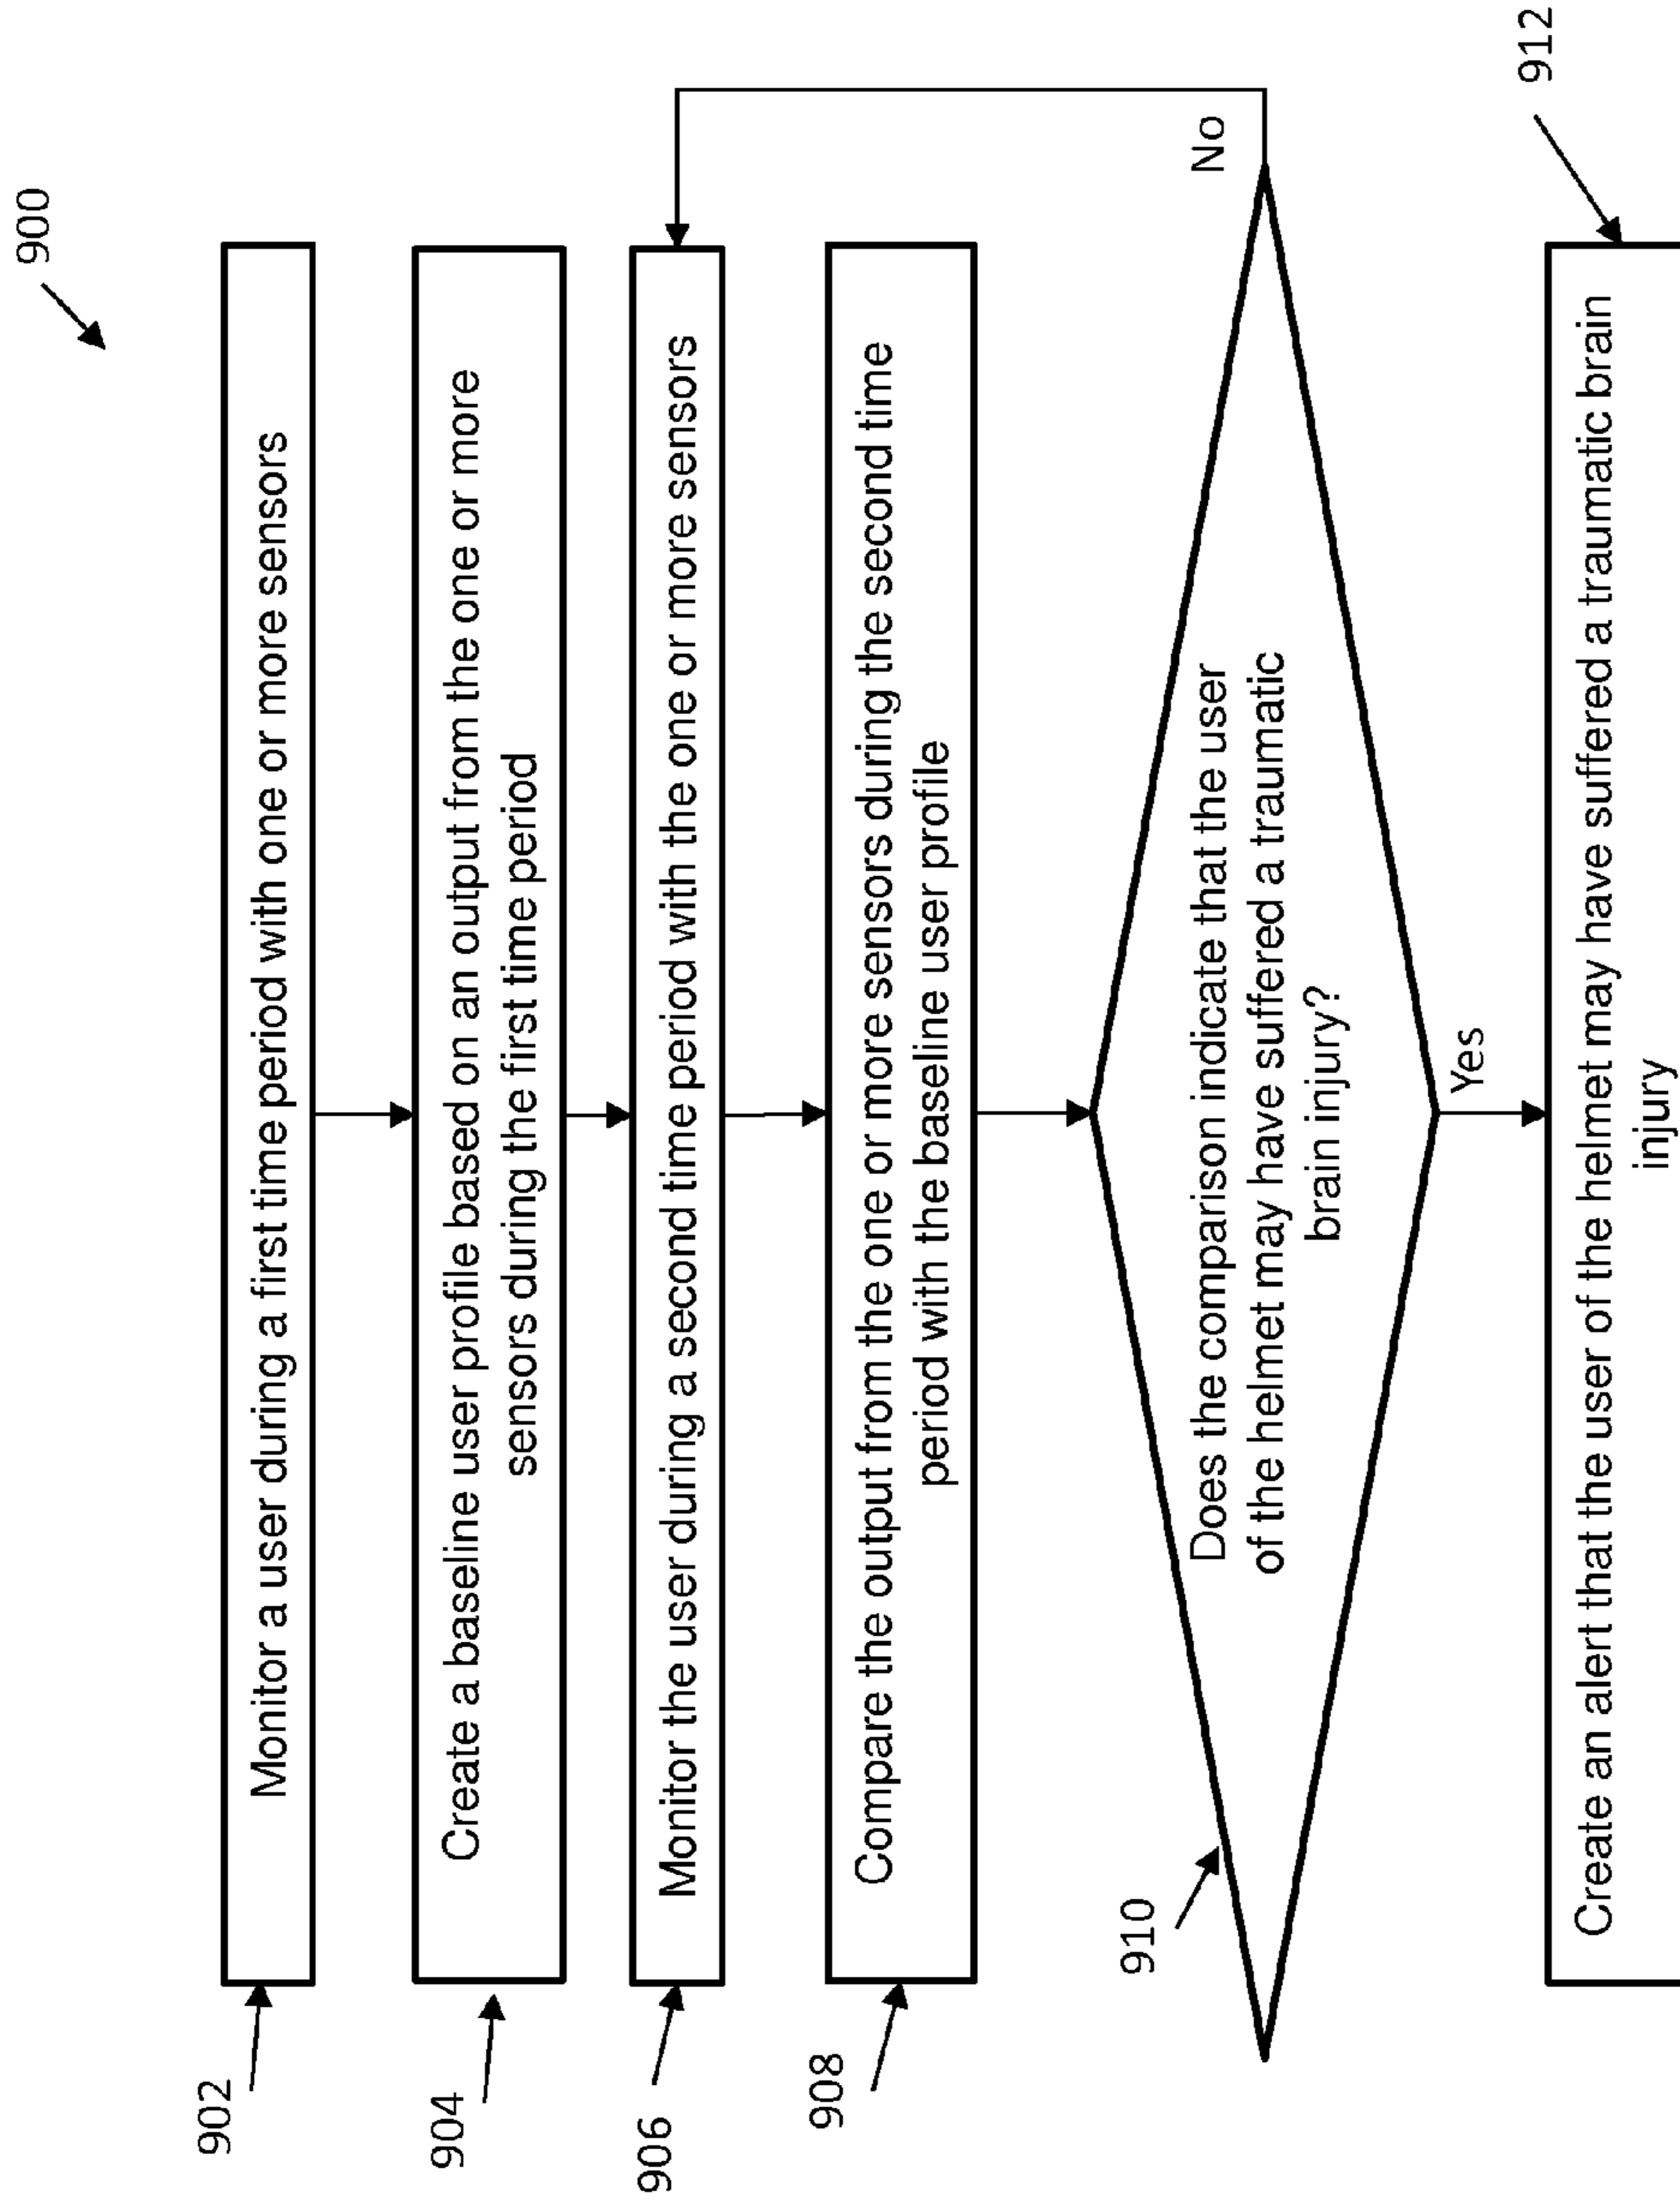 900
902
Monitor a user during a first time period with one or more sensors
904
Create a baseline user profile based on an output from the one or more
sensors during the first time period
906
Monitor the user during a second time period with the one or more sensors
908
Compare the output from the one or more sensors during the second time
period with the baseline user profile
910
Does the comparison indicate that the user
of the helmet may have suffered a traumatic
brain injury?
No
Yes
912
Create an alert that the user of the helmet may have suffered a traumatic brain
injury